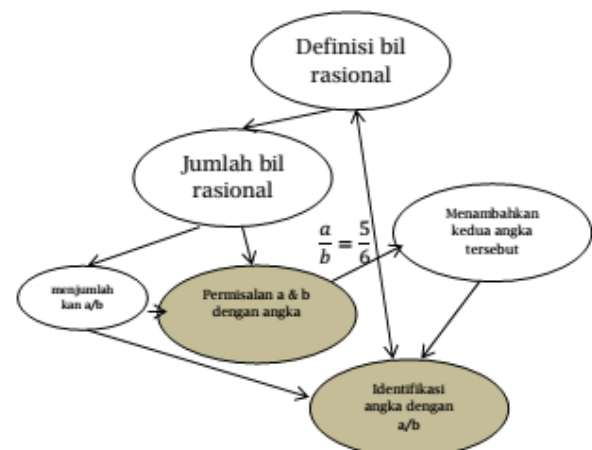 Definisi bil
rasional
Jumlah bil
rasional
Menambahkan
kedua angka
tersebut
a/b = 5/6
menjumlah
kan a/b
Permisalan a & b
dengan angka
Identifikasi
angka dengan
a/b